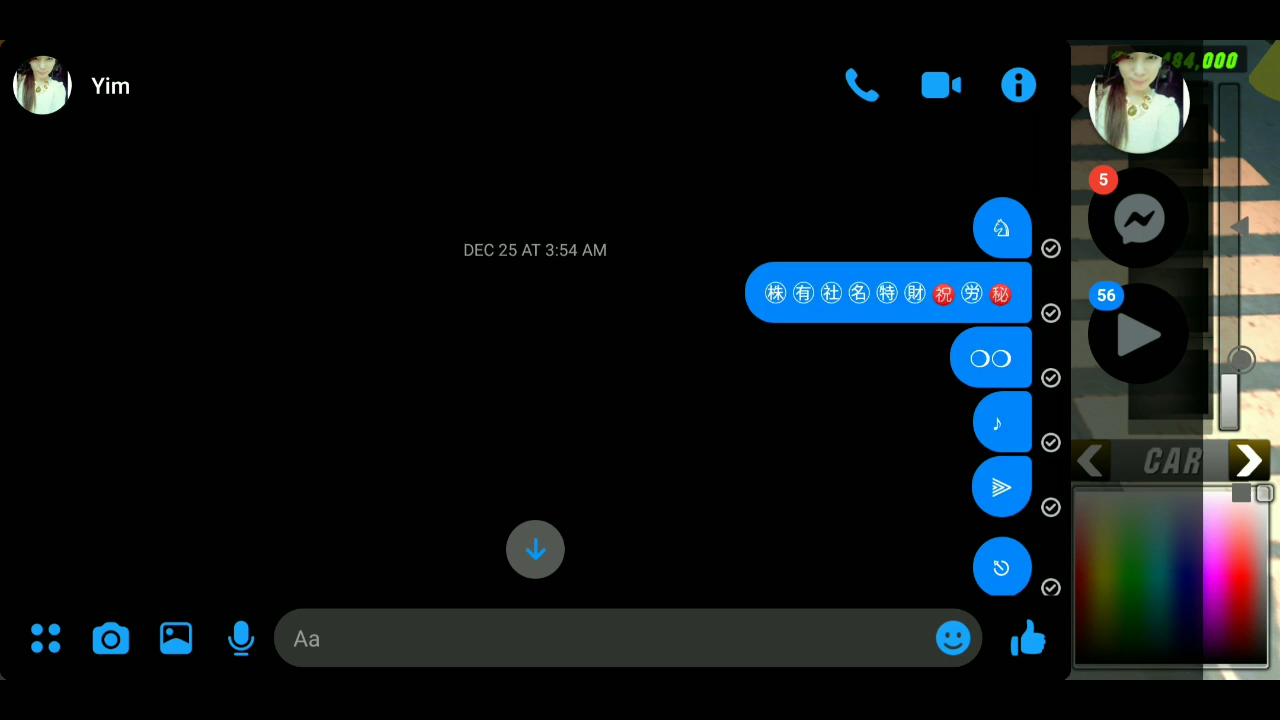 Yim
484,000
5
DEC 25 AT 3:54 AM
♘
㊑㊒㊓㊔㊕㊖㊗㊘㊙
❍❍
♪
⫸
⎋
56
CAR
Aa